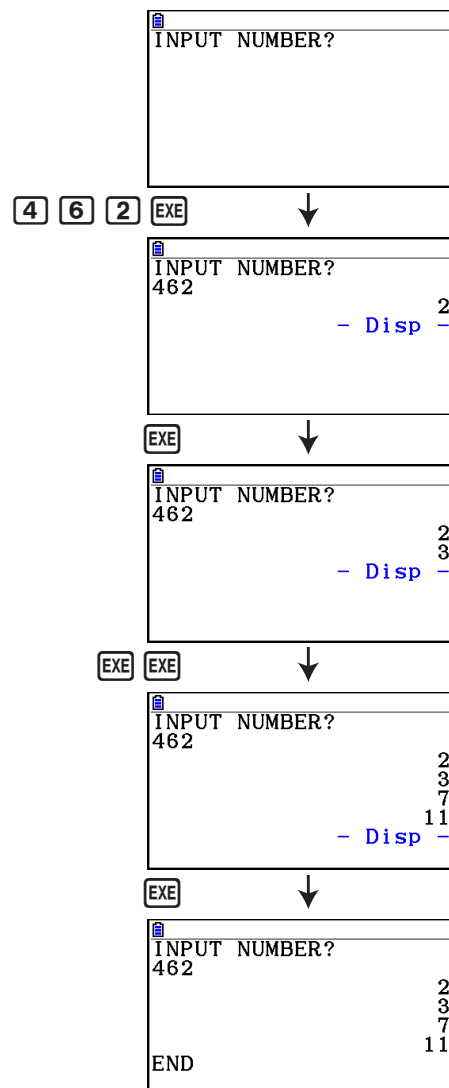 INPUT NUMBER?
4 6 2 EXE
INPUT NUMBER?
462
2
- Disp -
EXE
INPUT NUMBER?
462
2
3
- Disp -
EXE EXE
INPUT NUMBER?
462
2
3
7
11
- Disp -
EXE
INPUT NUMBER?
462
2
3
7
11
END